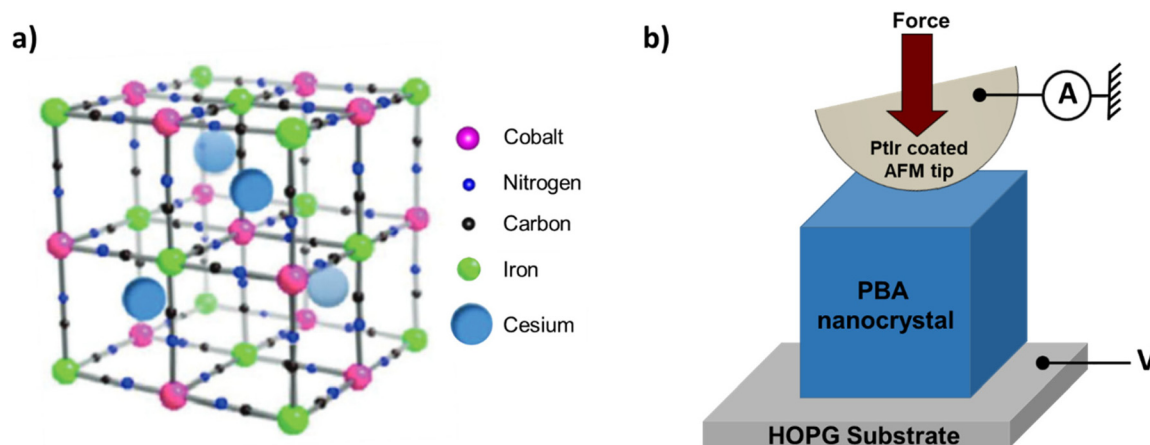 a)
Cobalt
Nitrogen
Carbon
Iron
Cesium
b)
Force
A
PtIr coated
AFM tip
PBA
nanocrystal
V
HOPG Substrate